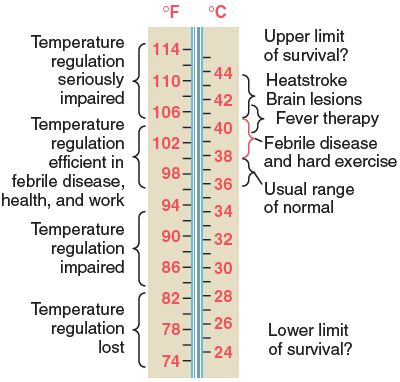 °F
°C
Temperature
regulation
seriously
impaired
Temperature
regulation
efficient in
febrile disease,
health, and work
Temperature
regulation
impaired
Temperature
regulation
lost
114
110
106
102
98
94
90
86
82
78
74
44
42
40
38
36
34
32
30
28
26
24
Upper limit
of survival?
Heatstroke
Brain lesions
Fever therapy
Febrile disease
and hard exercise
Usual range
of normal
Lower limit
of survival?